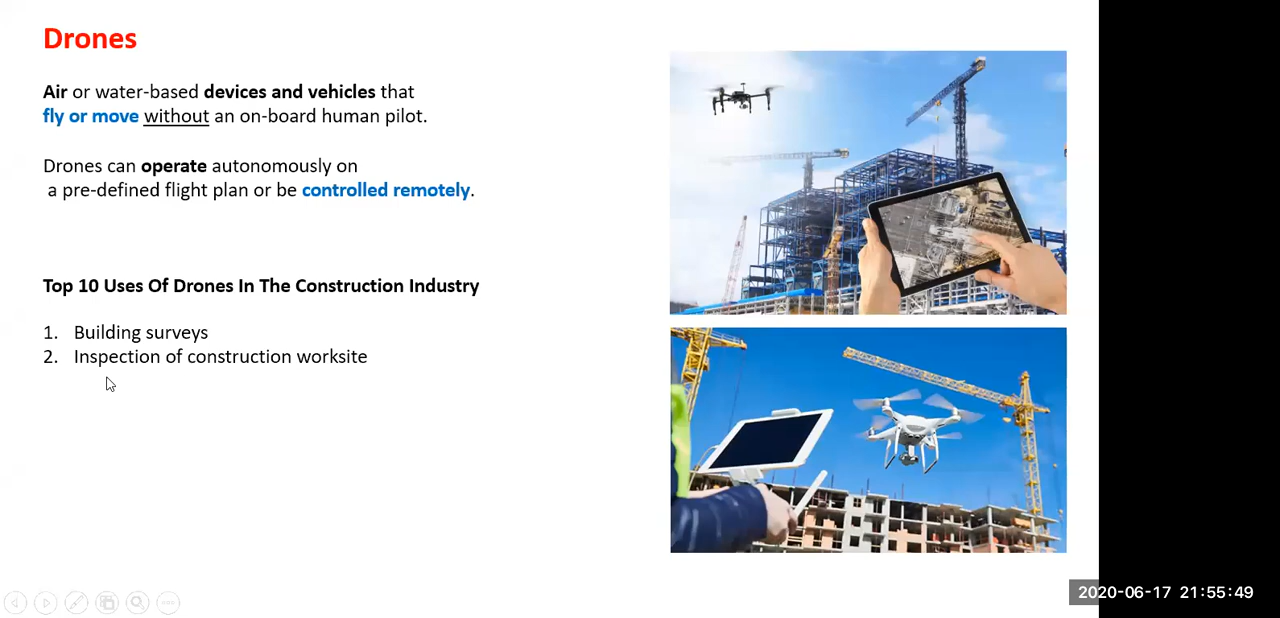 Drones
Air or water-based devices and vehicles that
fly or move without an on-board human pilot.
Drones can operate autonomously on
a pre-defined flight plan or be controlled remotely.
Top 10 Uses Of Drones In The Construction Industry
1. Building surveys
2. Inspection of construction worksite
2020-06-17 21:55:49